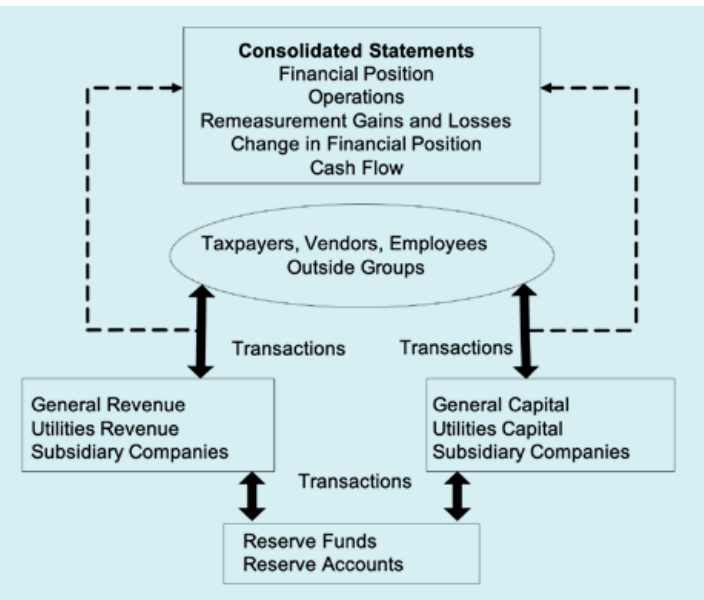 Consolidated Statements
Financial Position
Operations
Remeasurement Gains and Losses
Change in Financial Position
Cash Flow
Taxpayers, Vendors, Employees
Outside Groups
Transactions
Transactions
General Revenue
Utilities Revenue
Subsidiary Companies
General Capital
Utilities Capital
Subsidiary Companies
Transactions
Reserve Funds
Reserve Accounts